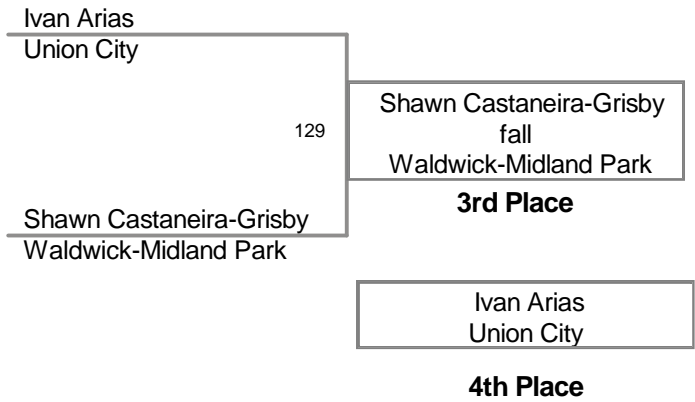 Ivan Arias
Union City
129
Shawn Castaneira-Grisby
fall
Waldwick-Midland Park
3rd Place
Shawn Castaneira-Grisby
Waldwick-Midland Park
Ivan Arias
Union City
4th Place